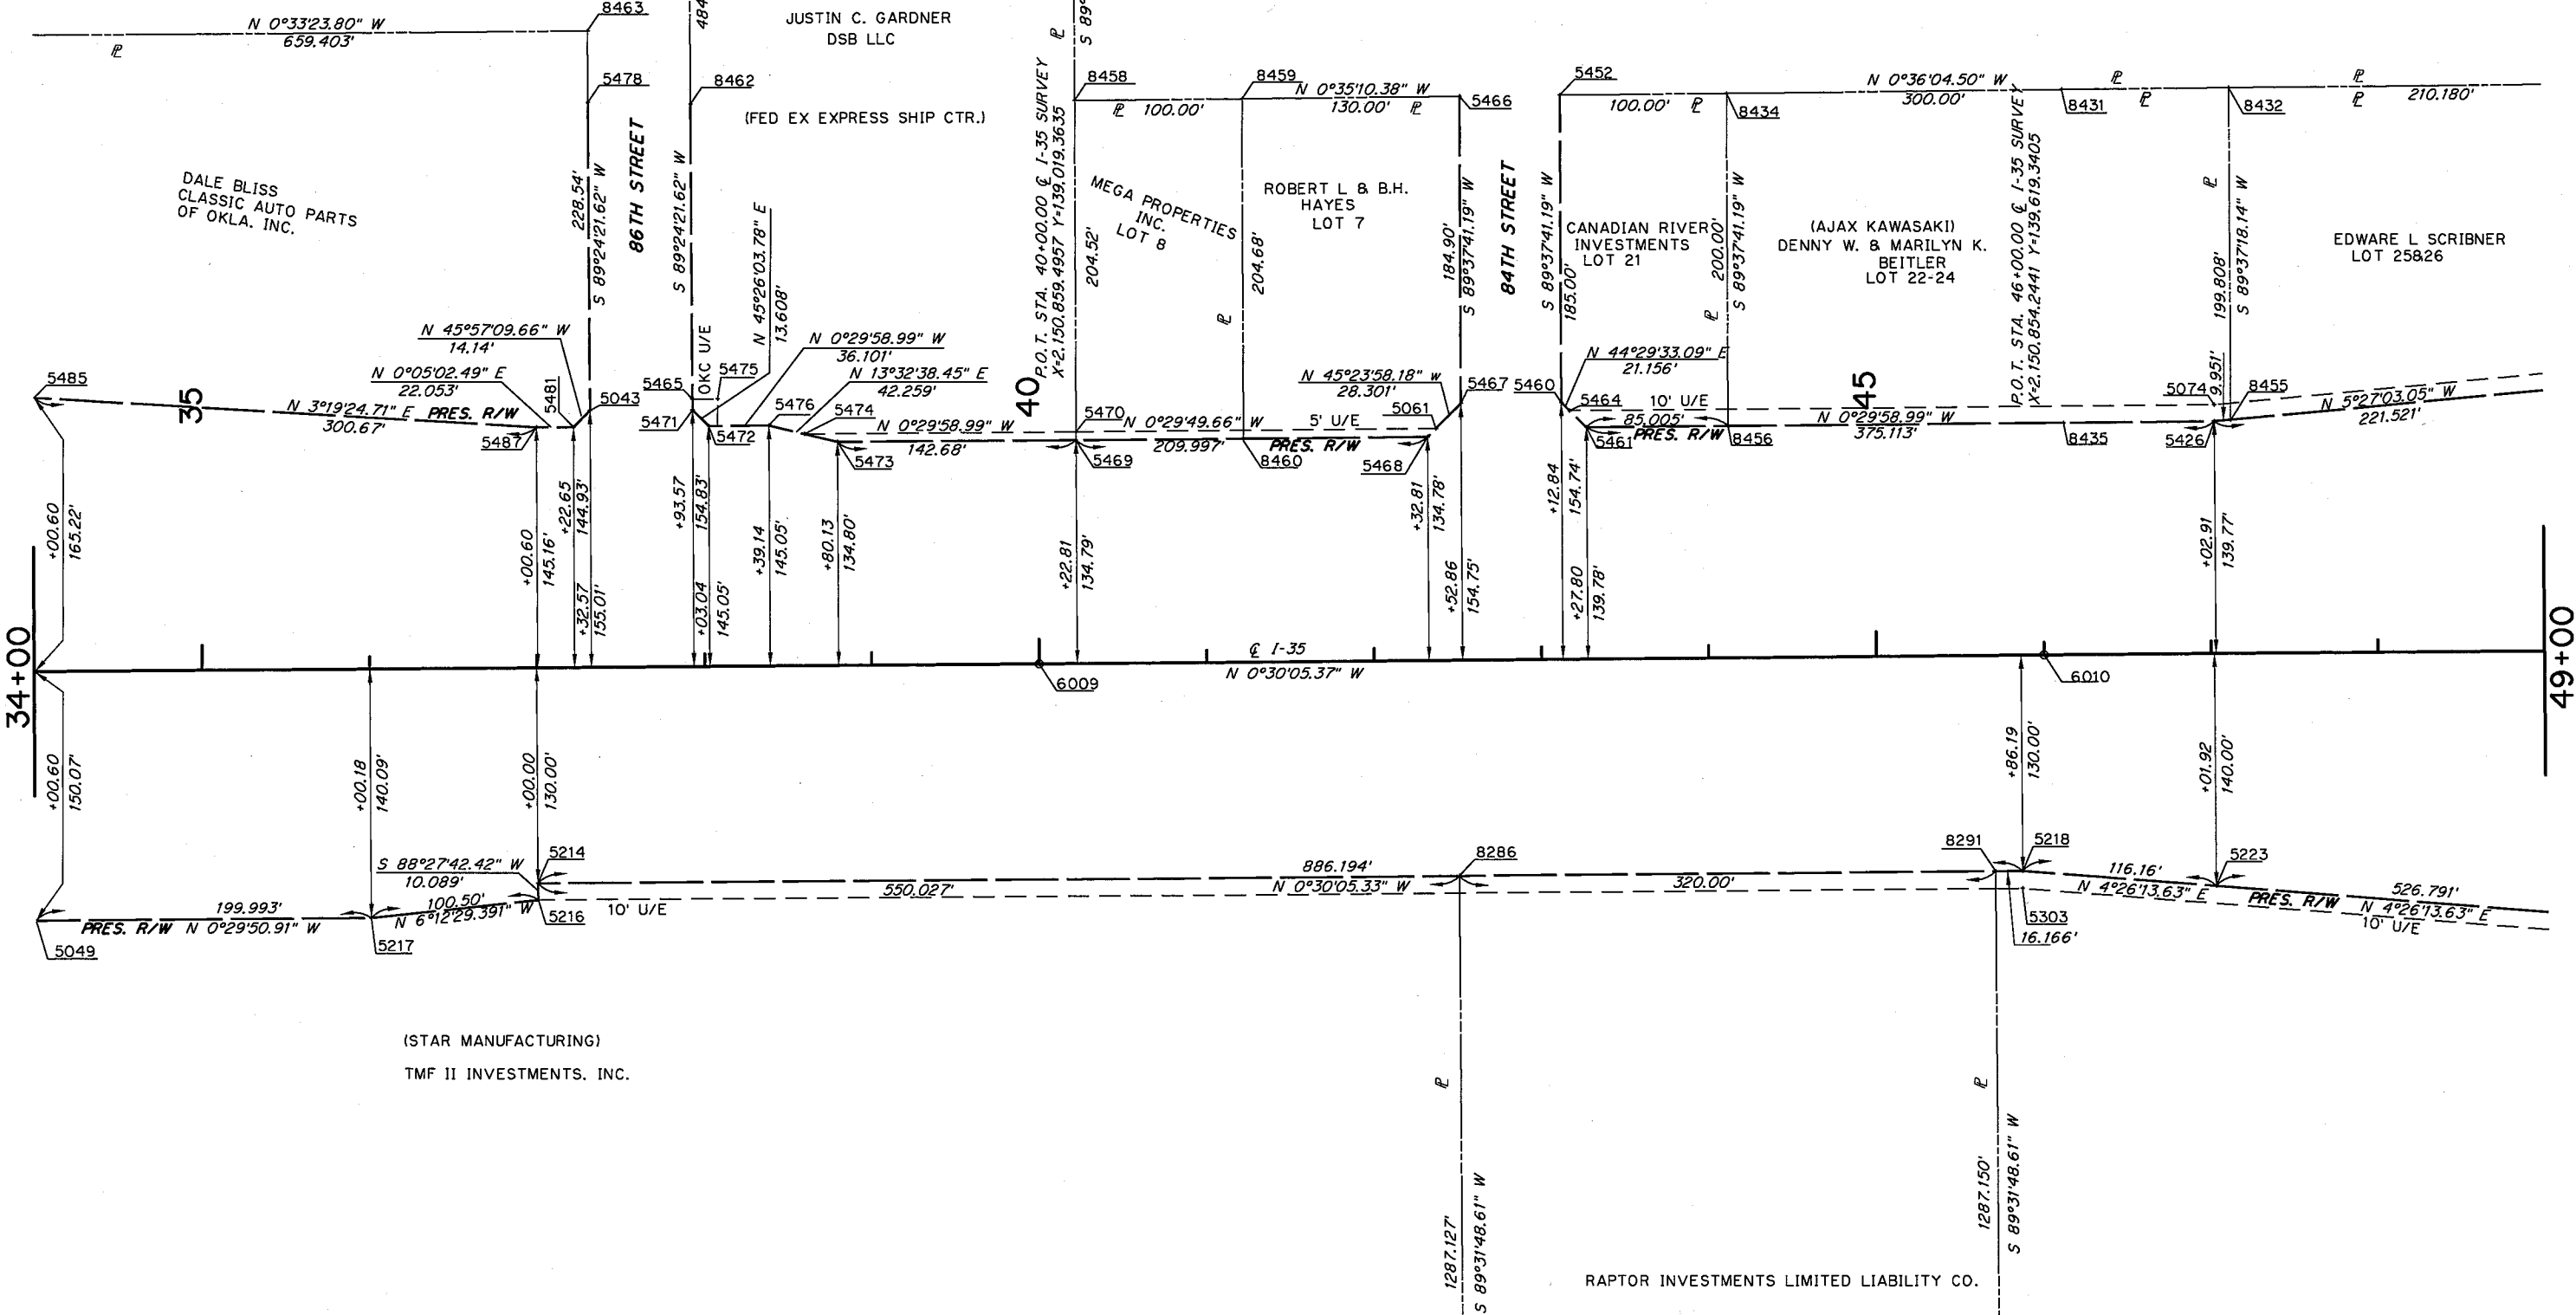 N 0°33'23.80" W
659.403'
8463
484
JUSTIN C. GARDNER
DSB LLC
S 89°
5478
8462
(FED EX EXPRESS SHIP CTR.)
8458
8459
N 0°35'10.38" W
100.00'
130.00'
5466
5452
N 0°36'04.50" W
100.00'
8434
300.00'
8431
8432
210.180'
DALE BLISS
CLASSIC AUTO PARTS
OF OKLA. INC.
228.54'
S 89°24'21.62" W
86TH STREET
S 89°24'21.62" W
N 45°26'03.78" E
13.608'
P.O.T. STA. 40+00.00 ℄ I-35 SURVEY
X=2,150,859.4957 Y=139,019.3635
204.52'
MEGA PROPERTIES
INC.
LOT 8
204.68'
ROBERT L & B.H.
HAYES
LOT 7
184.90'
S 89°37'41.19" W
84TH STREET
S 89°37'41.19" W
185.00'
CANADIAN RIVER
INVESTMENTS
LOT 21
200.00'
S 89°37'41.19" W
(AJAX KAWASAKI)
DENNY W. & MARILYN K.
BEITLER
LOT 22-24
P.O.T. STA. 46+00.00 ℄ I-35 SURVEY
X=2,150,854.2441 Y=139,619.3405
199.808'
S 89°37'18.14" W
EDWARE L SCRIBNER
LOT 25&26
N 45°57'09.66" W
14.14'
N 0°05'02.49" E
22.053'
5485
35
N 3°19'24.71" E PRES. R/W
300.67'
5487
5481
5043
5465
OKC U/E
5475
5471
5472
N 0°29'58.99" W
36.101'
N 13°32'38.45" E
42.259'
5476
5474
N 0°29'58.99" W
142.68'
5473
40
5470
N 0°29'49.66" W
5' U/E
5469
209.997'
PRES. R/W
8460
N 45°23'58.18" W
28.301'
5061
5468
5467
5460
N 44°29'33.09" E
21.156'
5464
10' U/E
85.005'
5461
PRES. R/W
8456
45
N 0°29'58.99" W
375.113'
8435
5074
9.951'
8455
5426
N 5°27'03.05" W
221.521'
+00.60
165.22'
+00.60
145.16'
+22.65
144.93'
+32.57
155.01'
+93.57
154.83'
+03.04
145.05'
+39.14
145.05'
+80.13
134.80'
+22.81
134.79'
+32.81
134.78'
+52.86
154.75'
+12.84
154.74'
+27.80
139.78'
+02.91
139.77'
34+00
6009
℄ I-35
N 0°30'05.37" W
6010
49+00
+00.60
150.07'
+00.18
140.09'
+00.00
130.00'
+86.19
130.00'
+01.92
140.00'
S 88°27'42.42" W
10.089'
5214
886.194'
8286
8291
5218
116.16'
5223
550.027'
N 0°30'05.33" W
320.00'
N 4°26'13.63" E
PRES. R/W
526.791'
N 4°26'13.63" E
10' U/E
199.993'
PRES. R/W N 0°29'50.91" W
100.50'
N 6°12'29.391" W
5216
10' U/E
5303
16.166'
5049
5217
(STAR MANUFACTURING)
TMF II INVESTMENTS. INC.
1287.127'
S 89°31'48.61" W
1287.150'
S 89°31'48.61" W
RAPTOR INVESTMENTS LIMITED LIABILITY CO.